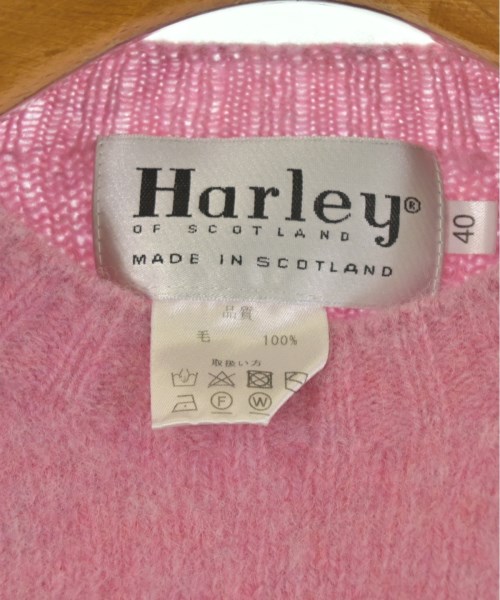 Harley®
OF SCOTLAND
MADE IN SCOTLAND
40
品質
毛 100%
取扱い方
F W